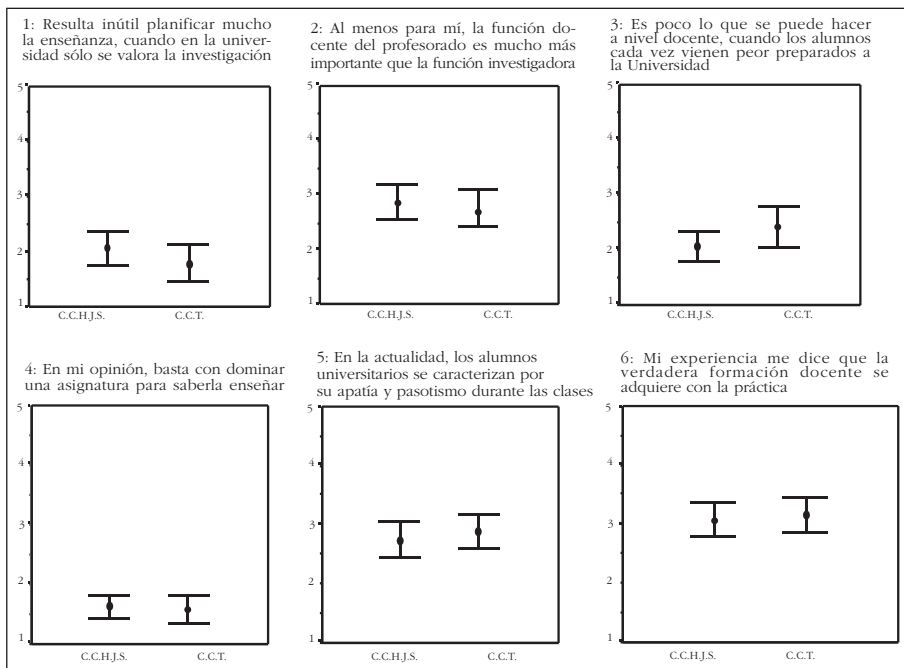 1: Resulta inútil planificar mucho
la enseñanza, cuando en la univer-
sidad sólo se valora la investigación
5
4
3
2
1
C.C.H.J.S.
C.C.T.
2: Al menos para mí, la función do-
cente del profesorado es mucho más
importante que la función investigadora
5
4
3
2
1
C.C.H.J.S.
C.C.T.
3: Es poco lo que se puede hacer
a nivel docente, cuando los alumnos
cada vez vienen peor preparados a
la Universidad
5
4
3
2
1
C.C.H.J.S.
C.C.T.
4: En mi opinión, basta con dominar
una asignatura para saberla enseñar
5
4
3
2
1
C.C.H.J.S.
C.C.T.
5: En la actualidad, los alumnos
universitarios se caracterizan por
su apatía y pasotismo durante las clases
5
4
3
2
1
C.C.H.J.S.
C.C.T.
6: Mi experiencia me dice que la
verdadera formación docente se
adquiere con la práctica
5
4
3
2
1
C.C.H.J.S.
C.C.T.